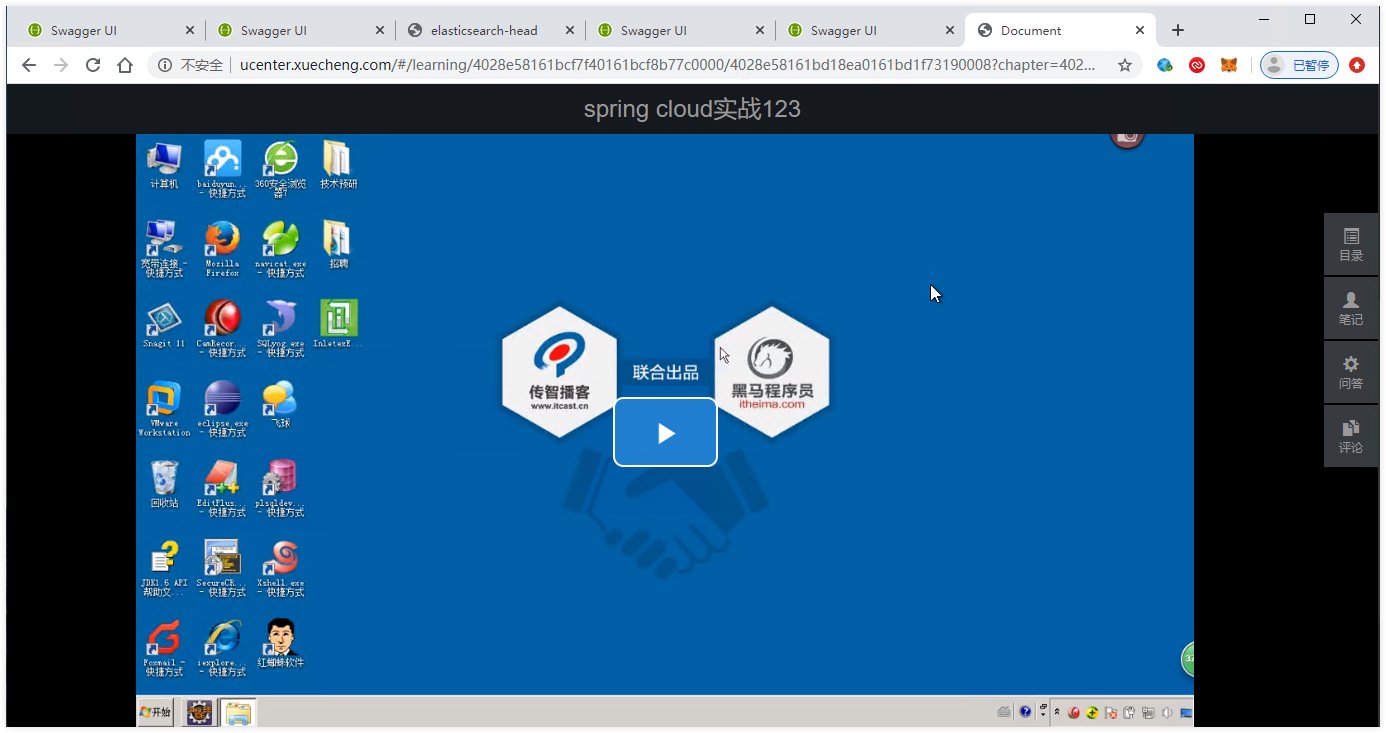 Swagger UI
Swagger UI
elasticsearch-head
Swagger UI
Swagger UI
Document
不安全
ucenter.xuecheng.com/#/learning/4028e58161bcf7f40161bcf8b77c0000/4028e58161bd18ea0161bd1f73190008?chapter=402...
已暂停
spring cloud实战123
计算机
baiduyun...
- 快捷方式
360安全浏览
器7
技术预研
宽带连接 -
快捷方式
Mozilla
Firefox
navicat.exe
- 快捷方式
招聘
Snagit 11
CamRecor...
- 快捷方式
SQLyog.exe
- 快捷方式
InletexE...
VMware
Workstation
eclipse.exe
- 快捷方式
飞球
回收站
EditPlus...
- 快捷方式
plsqldev...
- 快捷方式
JDK1.6 API
帮助文...
SecureCR...
- 快捷方式
Xshell.exe
- 快捷方式
Foxmail -
快捷方式
iexplore...
- 快捷方式
红蜘蛛软件
传智播客
www.itcast.cn
联合出品
黑马程序员
itheima.com
目录
笔记
问答
评论
37
开始